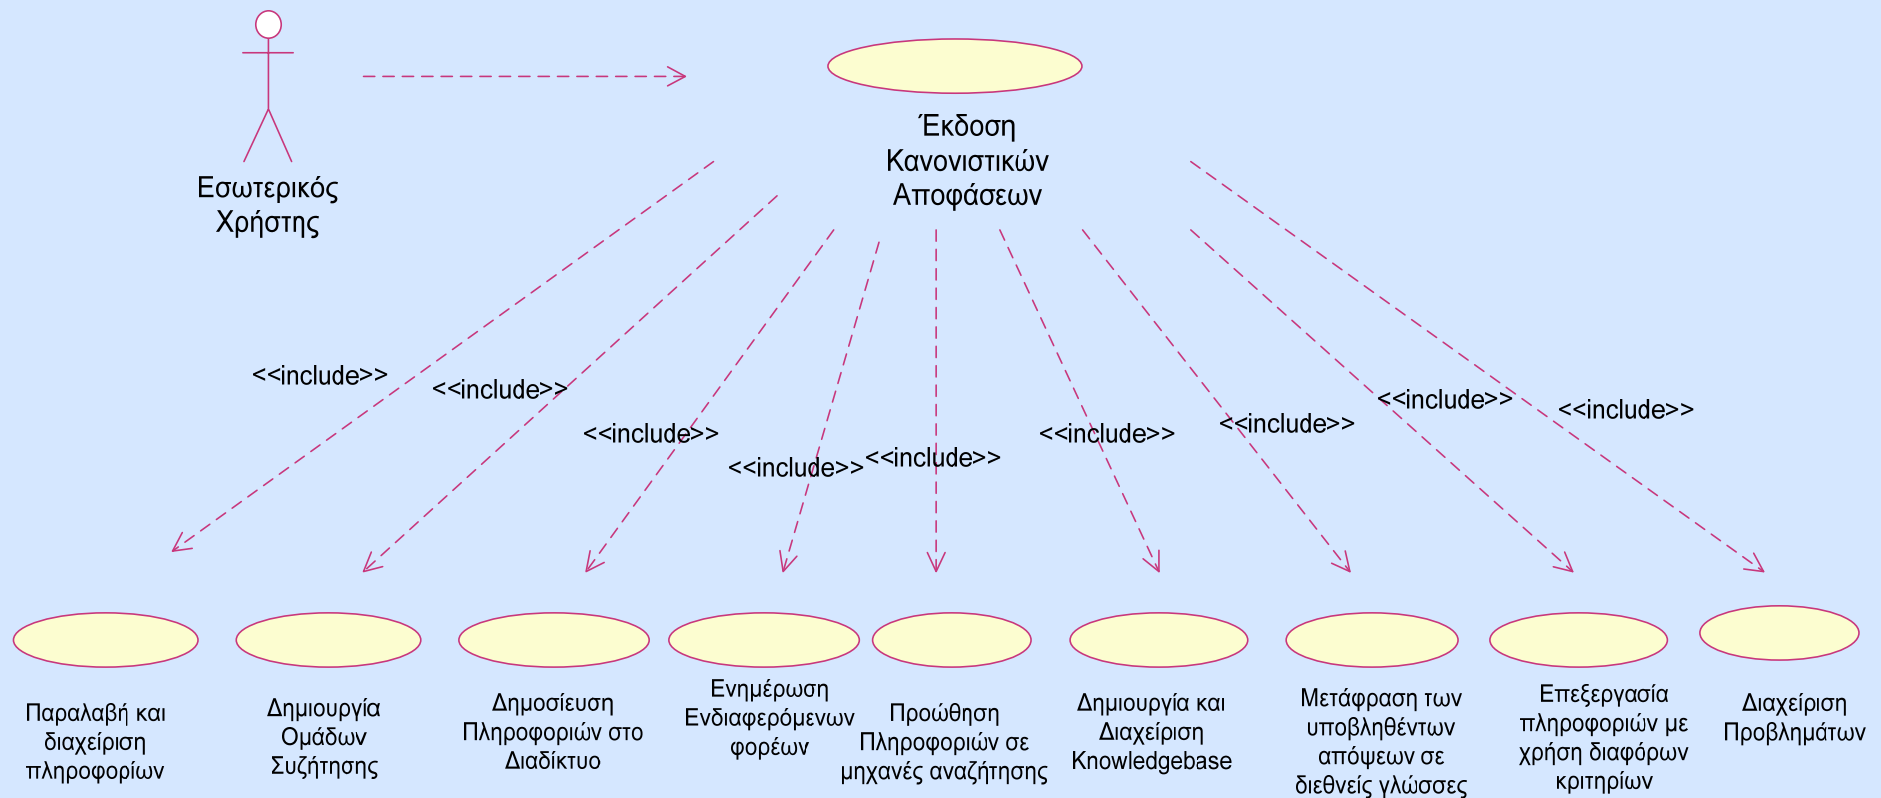 Εσωτερικός
Χρήστης
Έκδοση
Κανονιστικών
Αποφάσεων
<<include>>
<<include>>
<<include>>
<<include>>
<<include>>
<<include>>
<<include>>
<<include>>
<<include>>
Παραλαβή και
διαχείριση
πληροφορίων
Δημιουργία
Ομάδων
Συζήτησης
Δημοσίευση
Πληροφοριών στο
Διαδίκτυο
Ενημέρωση
Ενδιαφερόμενων
φορέων
Προώθηση
Πληροφοριών σε
μηχανές αναζήτησης
Δημιουργία και
Διαχείριση
Knowledgebase
Μετάφραση των
υποβληθέντων
απόψεων σε
διεθνείς γλώσσες
Επεξεργασία
πληροφοριών με
χρήση διαφόρων
κριτηρίων
Διαχείριση
Προβλημάτων